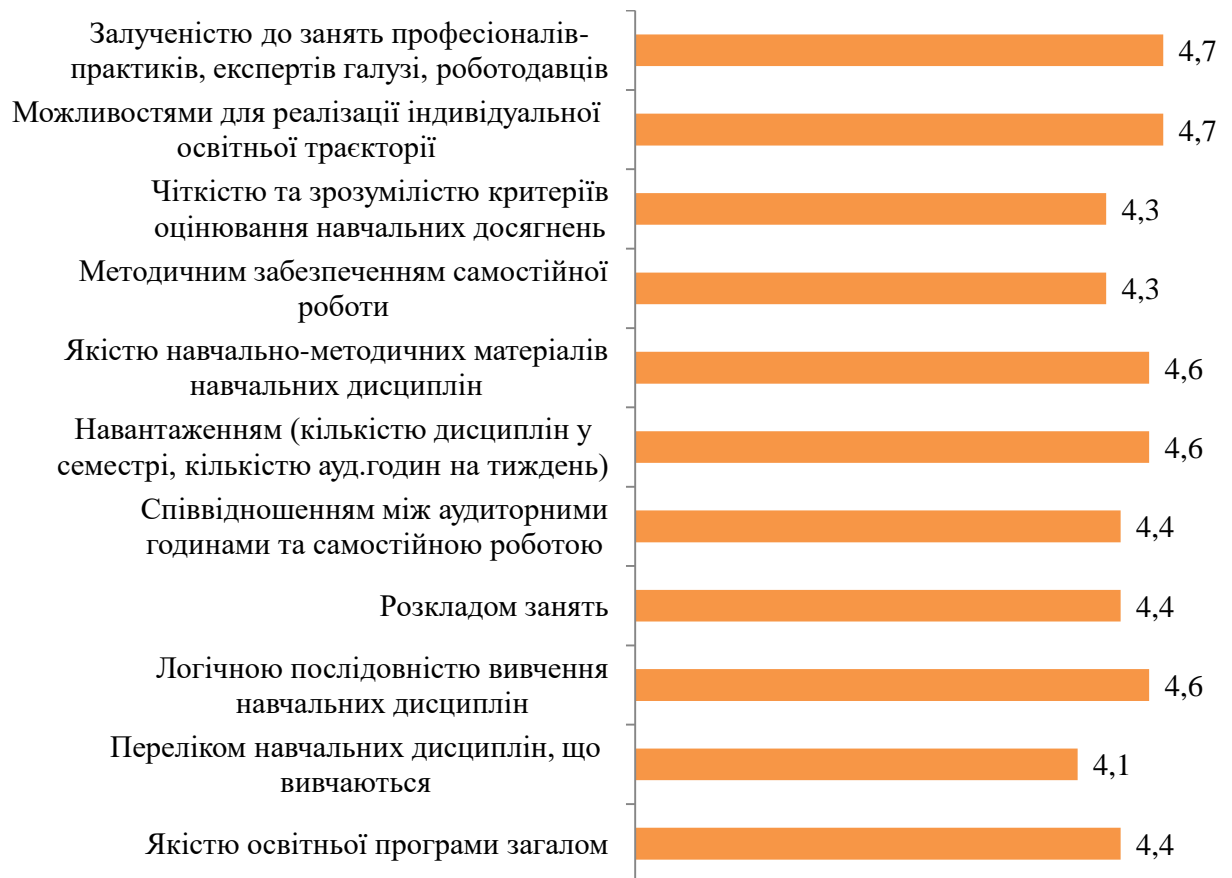 Залученістю до занять професіоналів-
практиків, експертів галузі, роботодавців
4,7
Можливостями для реалізації індивідуальної
освітньої траєкторії
4,7
Чіткістю та зрозумілістю критеріїв
оцінювання навчальних досягнень
4,3
Методичним забезпеченням самостійної
роботи
4,3
Якістю навчально-методичних матеріалів
навчальних дисциплін
4,6
Навантаженням (кількістю дисциплін у
семестрі, кількістю ауд.годин на тиждень)
4,6
Співвідношенням між аудиторними
годинами та самостійною роботою
4,4
Розкладом занять
4,4
Логічною послідовністю вивчення
навчальних дисциплін
4,6
Переліком навчальних дисциплін, що
вивчаються
4,1
Якістю освітньої програми загалом
4,4